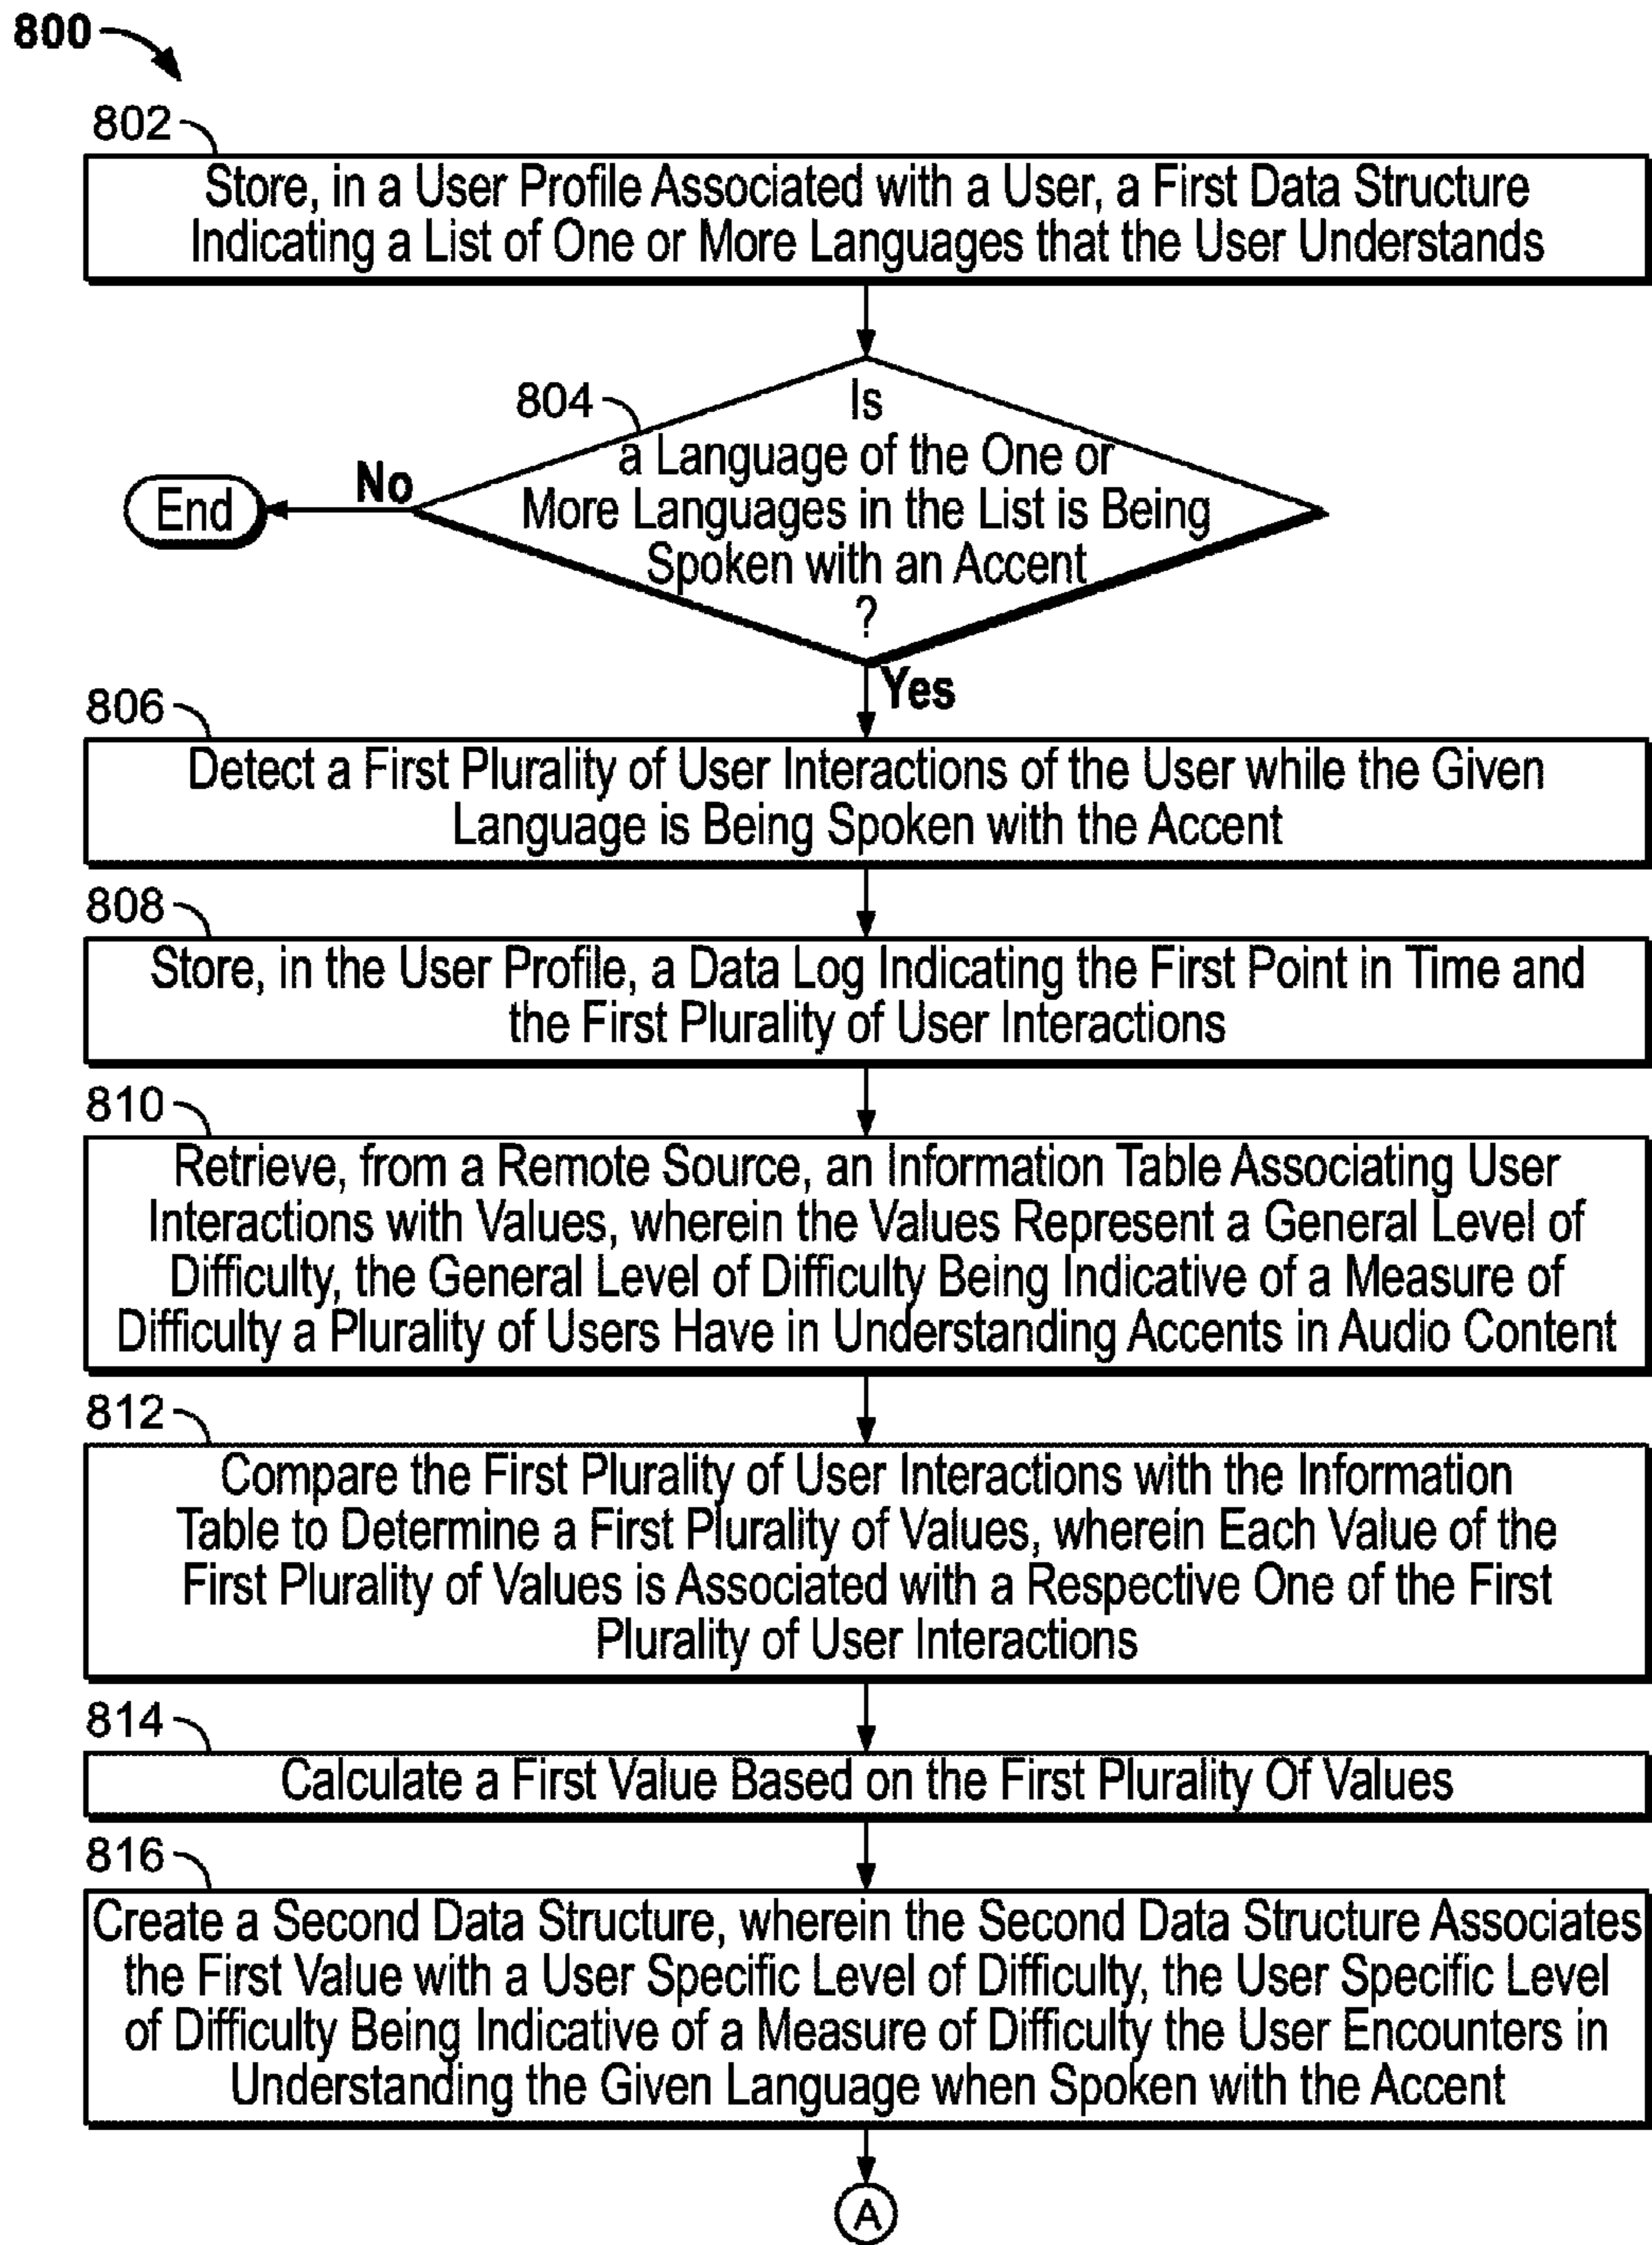 800
802
Store, in a User Profile Associated with a User, a First Data Structure
Indicating a List of One or More Languages that the User Understands
804
Is
a Language of the One or
More Languages in the List is Being
Spoken with an Accent
?
No
End
Yes
806
Detect a First Plurality of User Interactions of the User while the Given
Language is Being Spoken with the Accent
808
Store, in the User Profile, a Data Log Indicating the First Point in Time and
the First Plurality of User Interactions
810
Retrieve, from a Remote Source, an Information Table Associating User
Interactions with Values, wherein the Values Represent a General Level of
Difficulty, the General Level of Difficulty Being Indicative of a Measure of
Difficulty a Plurality of Users Have in Understanding Accents in Audio Content
812
Compare the First Plurality of User Interactions with the Information
Table to Determine a First Plurality of Values, wherein Each Value of the
First Plurality of Values is Associated with a Respective One of the First
Plurality of User Interactions
814
Calculate a First Value Based on the First Plurality Of Values
816
Create a Second Data Structure, wherein the Second Data Structure Associates
the First Value with a User Specific Level of Difficulty, the User Specific Level
of Difficulty Being Indicative of a Measure of Difficulty the User Encounters in
Understanding the Given Language when Spoken with the Accent
A